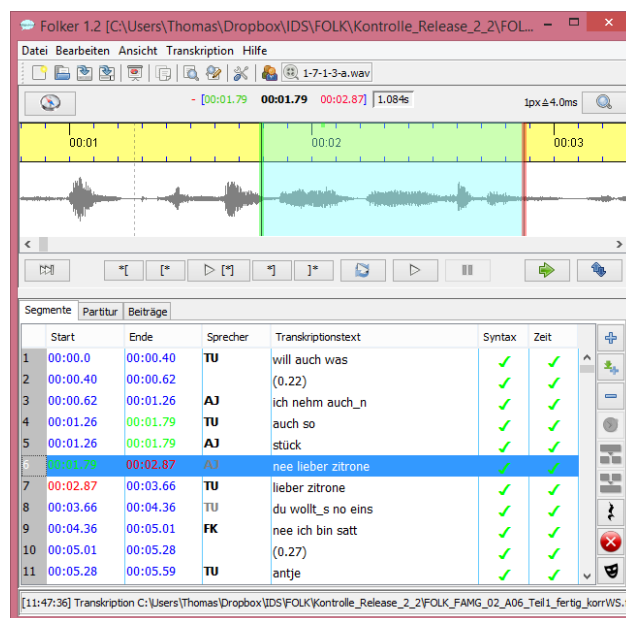 Folker 1.2 [C:\Users\Thomas\Dropbox\IDS\FOLK\Kontrolle_Release_2_2\FOL...
Datei Bearbeiten Ansicht Transkription Hilfe
1-7-1-3-a.wav
- [00:01.79 00:01.79 00:02.87] 1.084s 1px≙4.0ms
00:01 00:02 00:03
*[ [* [*] *] ]*
Segmente Partitur Beiträge
Start Ende Sprecher Transkriptionstext Syntax Zeit
1 00:00.0 00:00.40 TU will auch was
2 00:00.40 00:00.62 (0.22)
3 00:00.62 00:01.26 AJ ich nehm auch_n
4 00:01.26 00:01.79 TU auch so
5 00:01.26 00:01.79 AJ stück
6 00:01.79 00:02.87 AJ nee lieber zitrone
7 00:02.87 00:03.66 TU lieber zitrone
8 00:03.66 00:04.36 TU du wollt_s no eins
9 00:04.36 00:05.01 FK nee ich bin satt
10 00:05.01 00:05.28 (0.27)
11 00:05.28 00:05.59 TU antje
[11:47:36] Transkription C:\Users\Thomas\Dropbox\IDS\FOLK\Kontrolle_Release_2_2\FOLK_FAMG_02_A06_Teil1_fertig_korrWS.